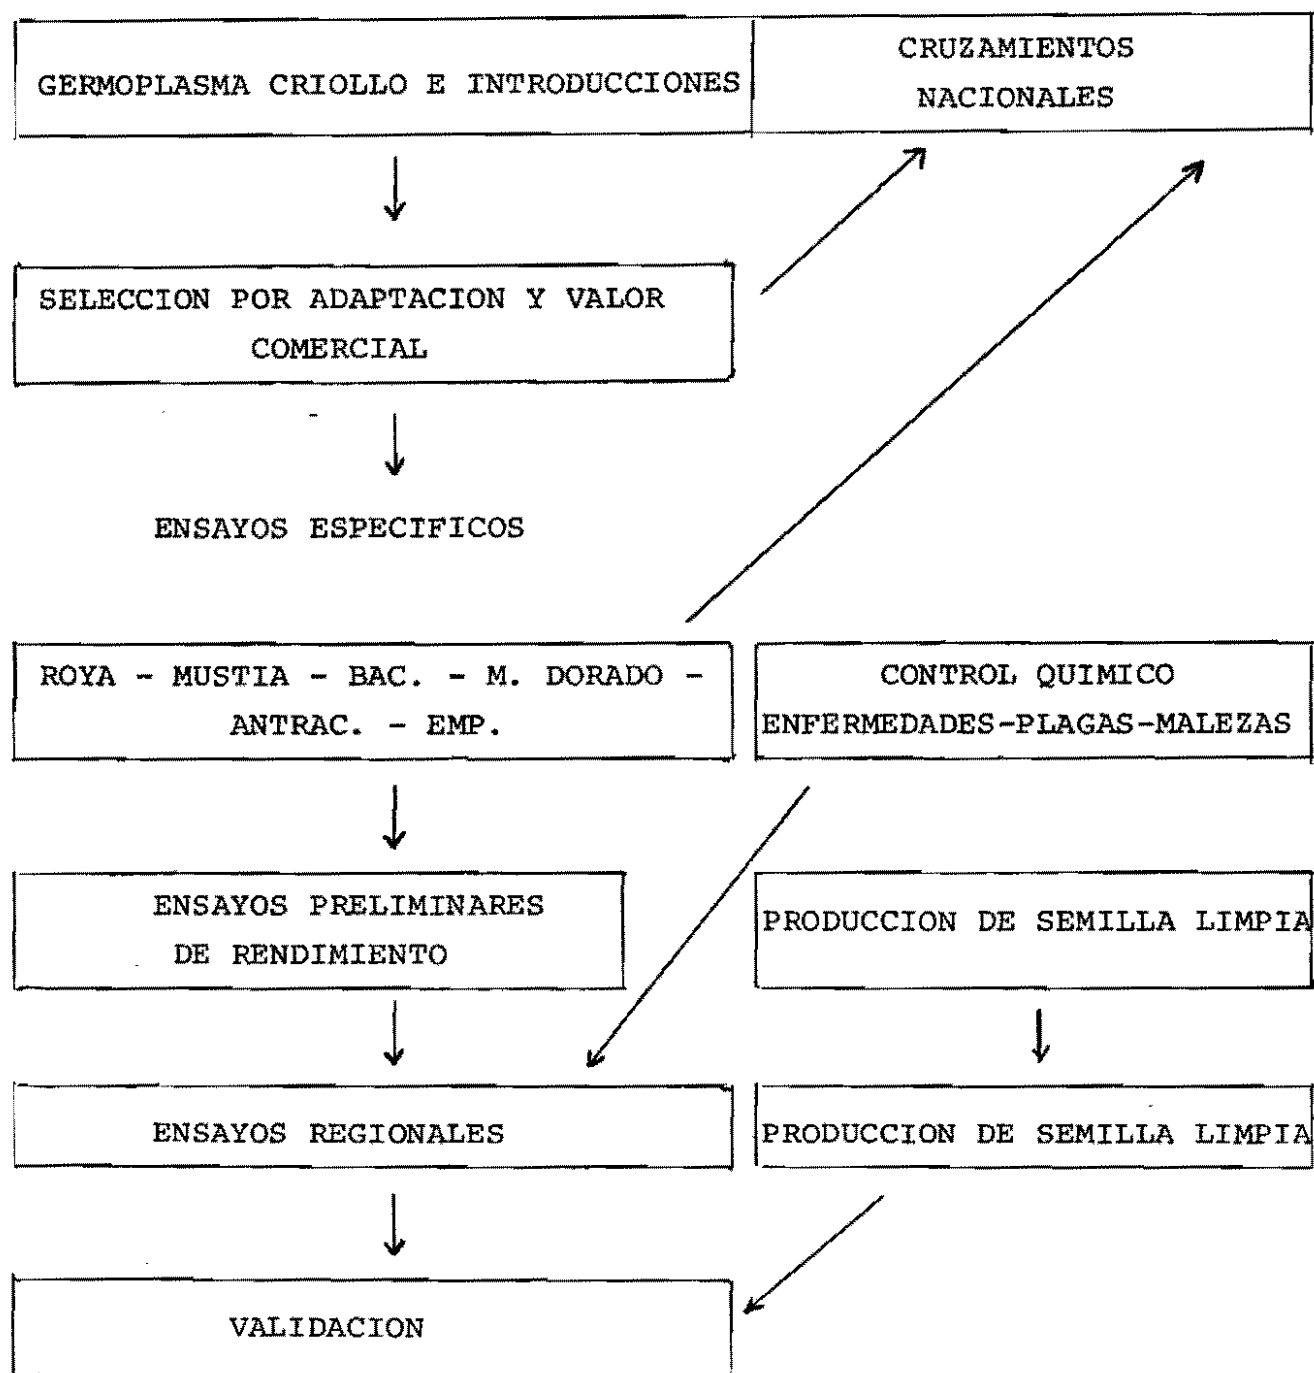 GERMOPLASMA CRIOLLO E INTRODUCCIONES
CRUZAMIENTOS
NACIONALES
SELECCION POR ADAPTACION Y VALOR
COMERCIAL
ENSAYOS ESPECIFICOS
ROYA - MUSTIA - BAC. - M. DORADO -
ANTRAC. - EMP.
CONTROL QUIMICO
ENFERMEDADES-PLAGAS-MALEZAS
ENSAYOS PRELIMINARES
DE RENDIMIENTO
PRODUCCION DE SEMILLA LIMPIA
ENSAYOS REGIONALES
PRODUCCION DE SEMILLA LIMPIA
VALIDACION